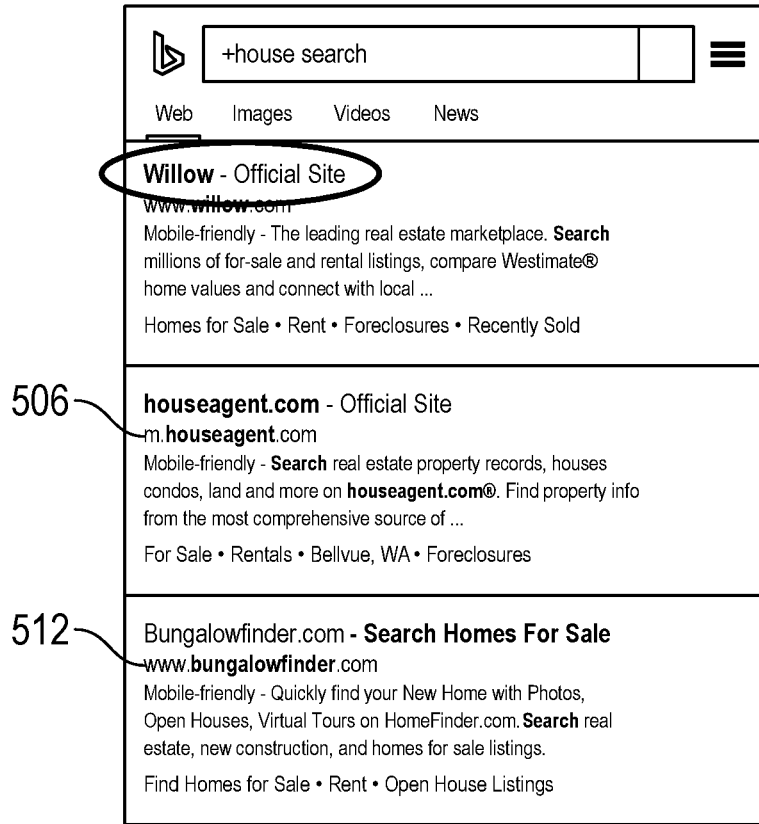 +house search
Web Images Videos News
Willow - Official Site
www.willow.com
Mobile-friendly - The leading real estate marketplace. Search
millions of for-sale and rental listings, compare Westimate®
home values and connect with local ...
Homes for Sale • Rent • Foreclosures • Recently Sold
506
houseagent.com - Official Site
m.houseagent.com
Mobile-friendly - Search real estate property records, houses
condos, land and more on houseagent.com®. Find property info
from the most comprehensive source of ...
For Sale • Rentals • Bellvue, WA • Foreclosures
512
Bungalowfinder.com - Search Homes For Sale
www.bungalowfinder.com
Mobile-friendly - Quickly find your New Home with Photos,
Open Houses, Virtual Tours on HomeFinder.com. Search real
estate, new construction, and homes for sale listings.
Find Homes for Sale • Rent • Open House Listings